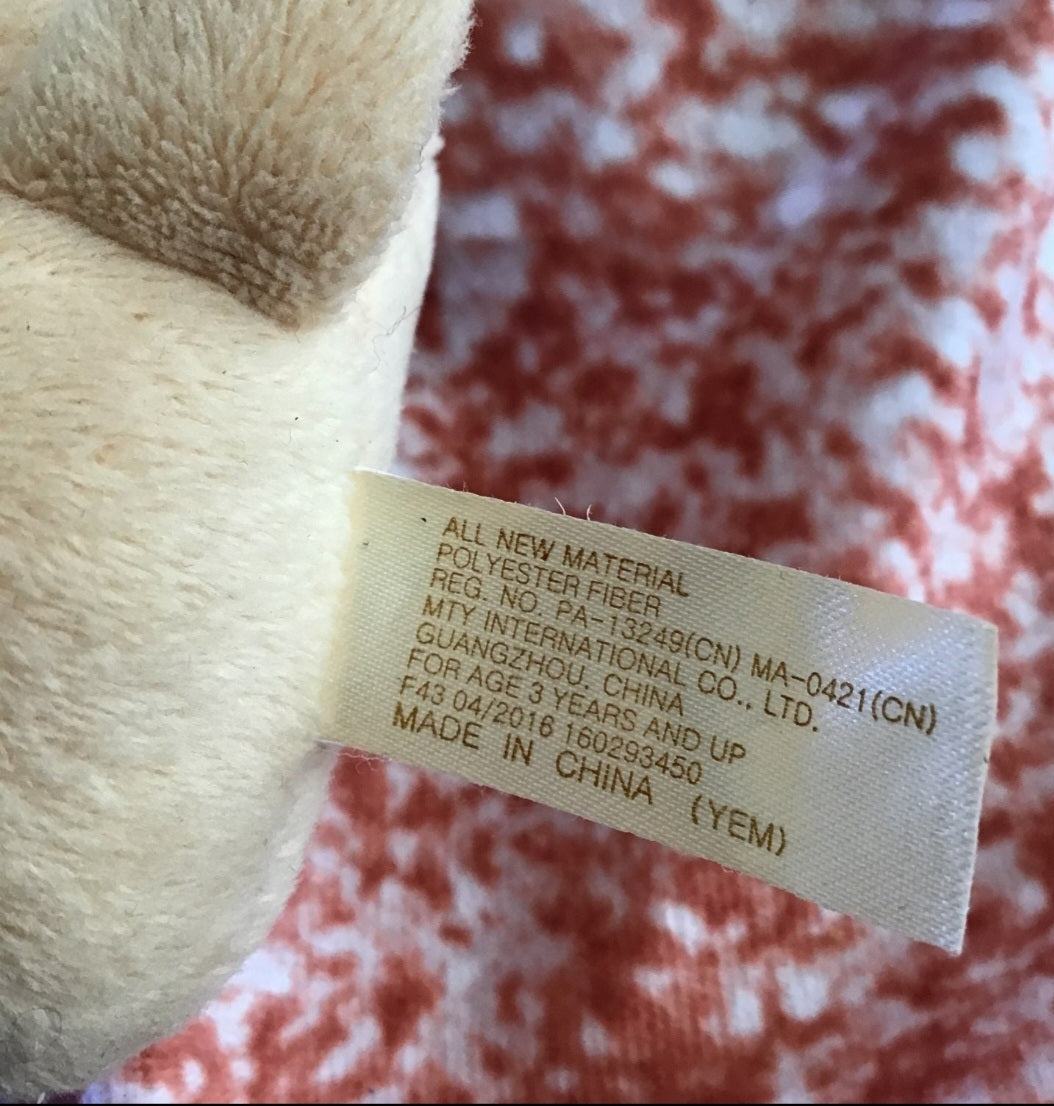 ALL NEW MATERIAL
POLYESTER FIBER
REG. NO. PA-13249(CN) MA-0421(CN)
MTY INTERNATIONAL CO., LTD.
GUANGZHOU, CHINA
FOR AGE 3 YEARS AND UP
F43 04/2016 160293450
MADE IN CHINA (YEM)